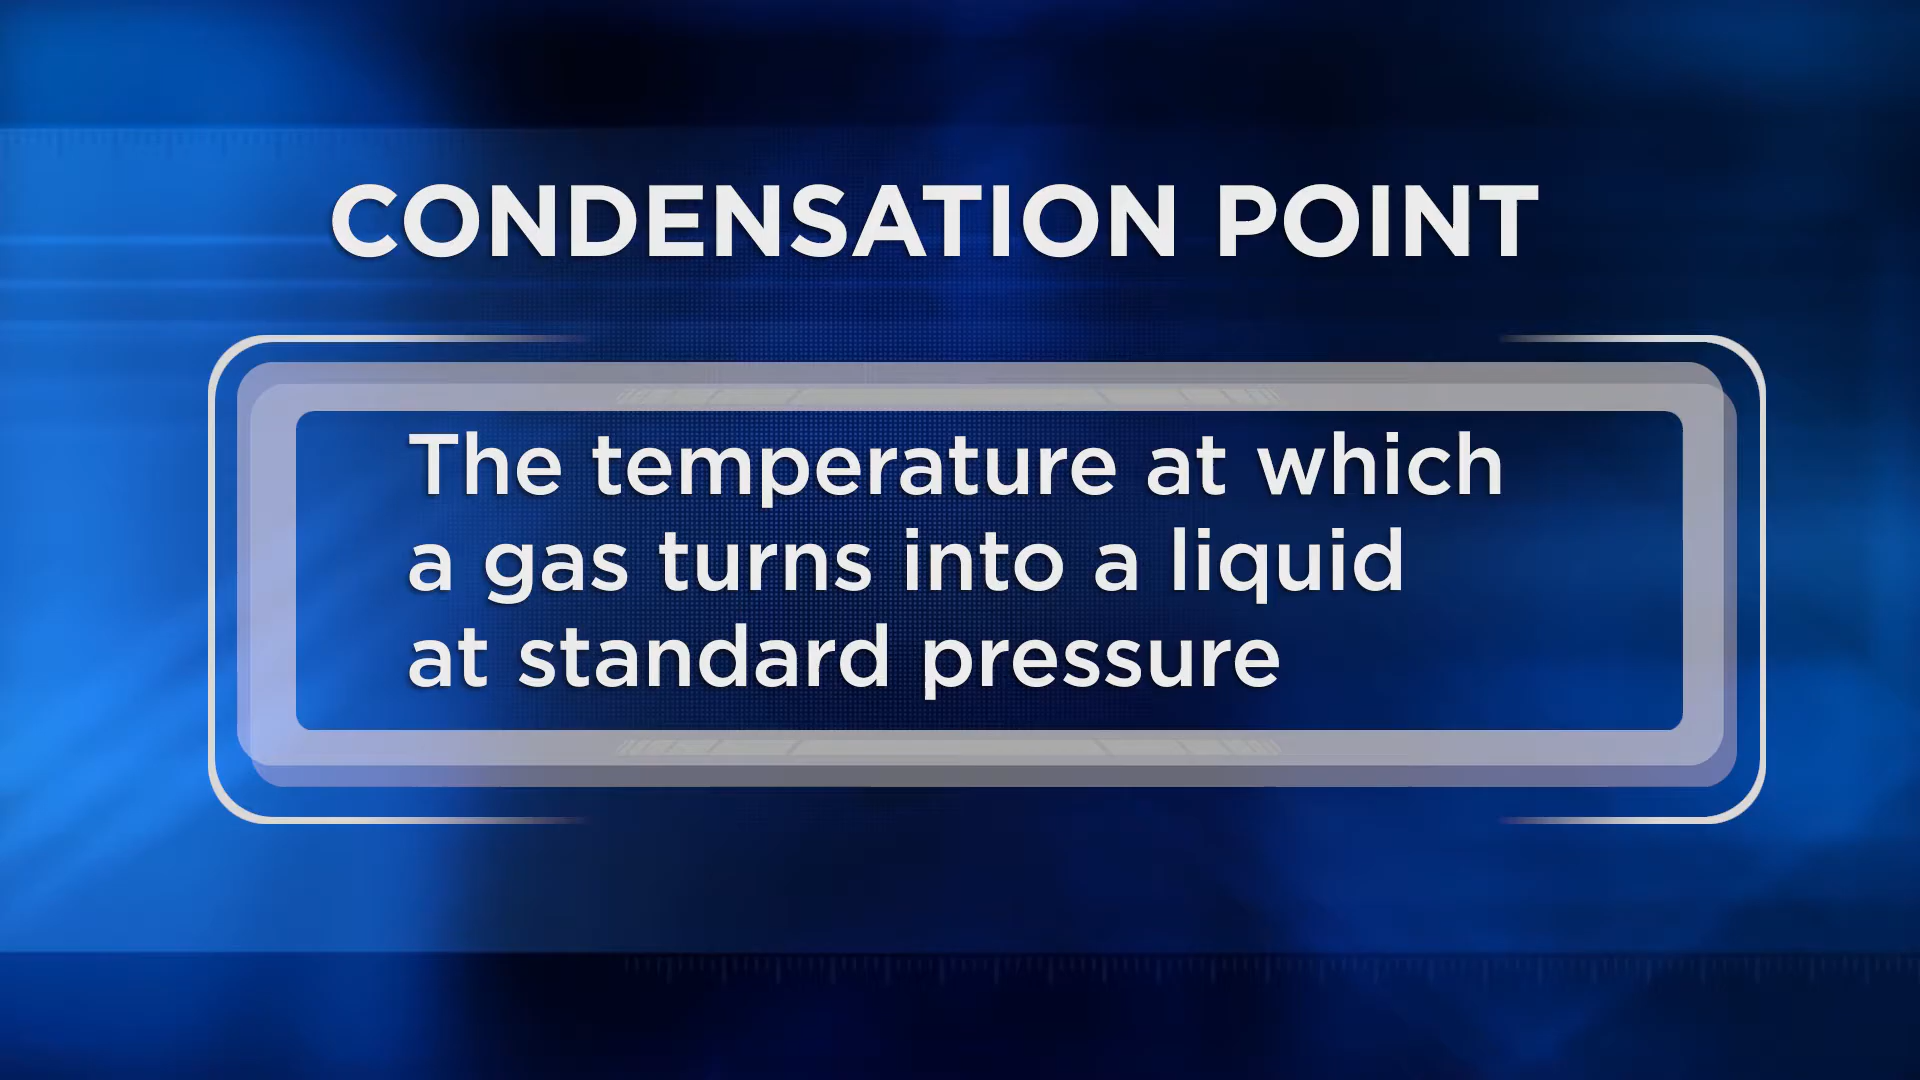 CONDENSATION POINT
The temperature at which
a gas turns into a liquid
at standard pressure